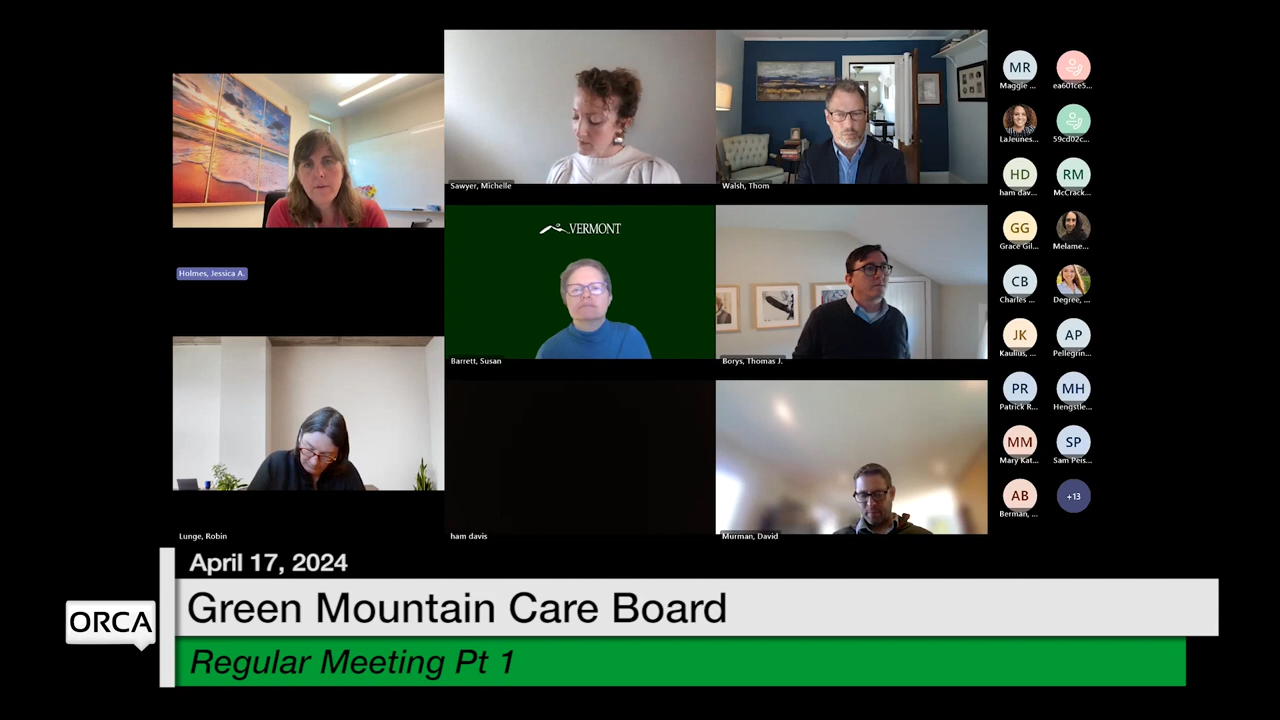 VERMONT
Sawyer, Michelle
Walsh, Thom
Holmes, Jessica A.
Barrett, Susan
Borys, Thomas J.
Lunge, Robin
ham davis
Murman, David
MR
Maggie ...
ea601ce5...
LaJeunes...
59cd02c...
HD
ham dav...
RM
McCrack...
GG
Grace Gil...
Melame...
CB
Charles ...
Degree, ...
JK
Kaulius, ...
AP
Pellegrin...
PR
Patrick R...
MH
Hengstle...
MM
Mary Kat...
SP
Sam Peis...
AB
Berman, ...
+13
April 17, 2024
ORCA
Green Mountain Care Board
Regular Meeting Pt 1